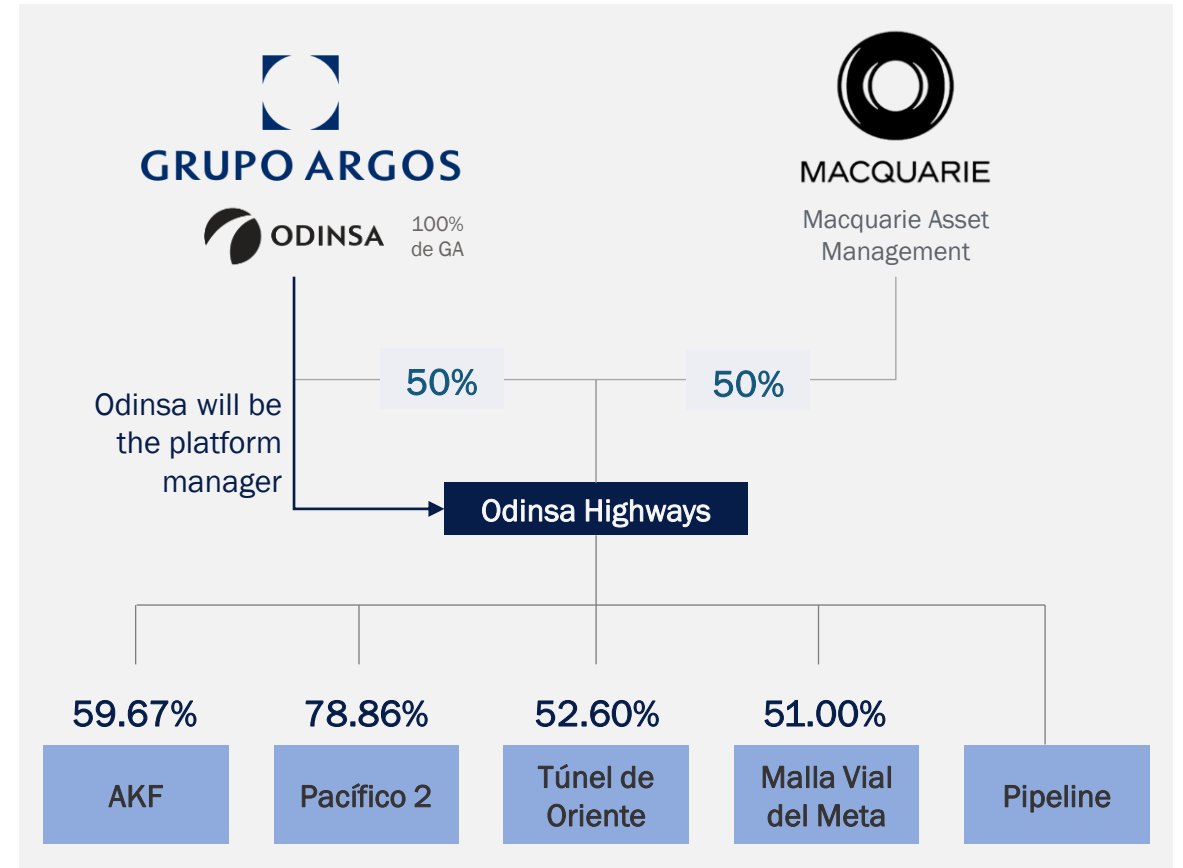 GRUPO ARGOS
ODINSA
100%
de GA
MACQUARIE
Macquarie Asset
Management
50%
50%
Odinsa will be
the platform
manager
Odinsa Highways
59.67%
78.86%
52.60%
51.00%
AKF
Pacífico 2
Túnel de
Oriente
Malla Vial
del Meta
Pipeline